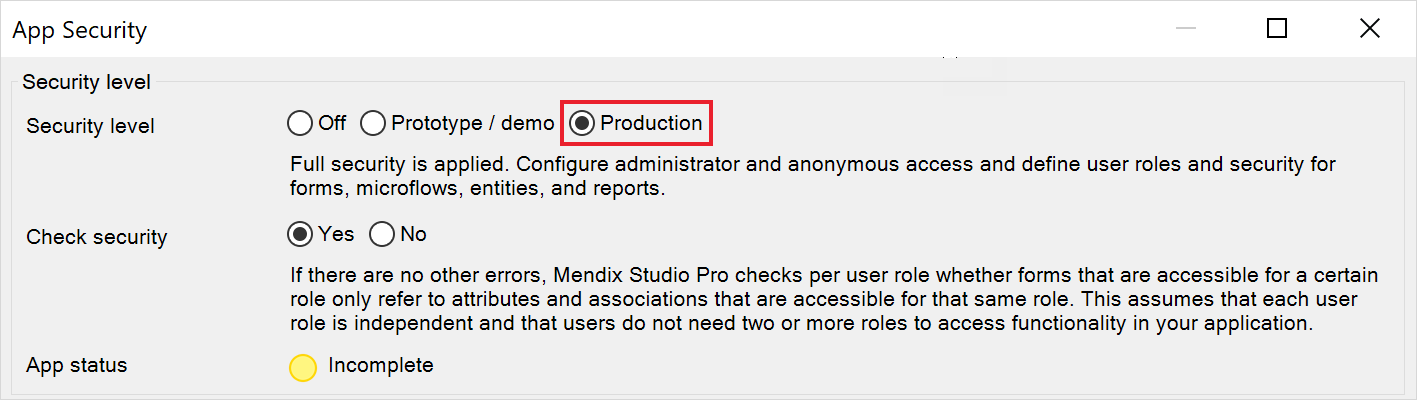 App Security
Security level
Security level Off Prototype / demo Production
Full security is applied. Configure administrator and anonymous access and define user roles and security for
forms, microflows, entities, and reports.
Check security Yes No
If there are no other errors, Mendix Studio Pro checks per user role whether forms that are accessible for a certain
role only refer to attributes and associations that are accessible for that same role. This assumes that each user
role is independent and that users do not need two or more roles to access functionality in your application.
App status Incomplete